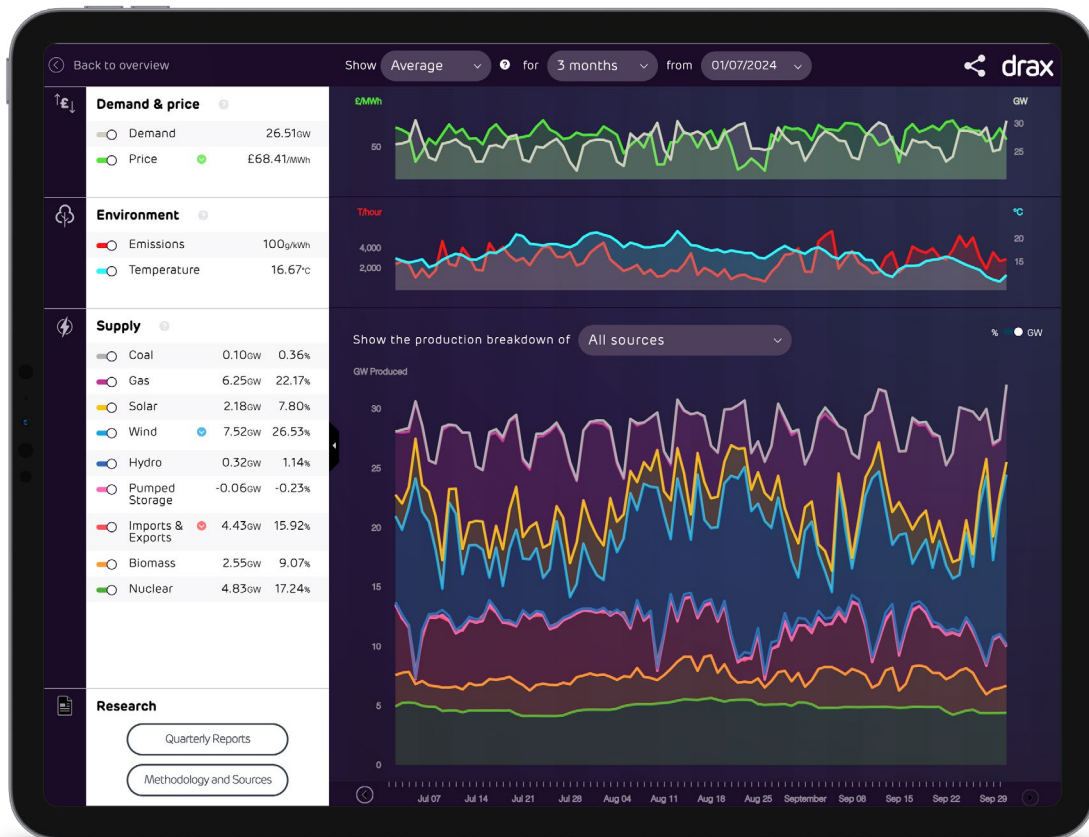 Back to overview
Show Average ? for 3 months from 01/07/2024
drax
↑£↓
Demand & price ?
Demand 26.51GW
Price £68.41/MWh
£/MWh
GW
50
30
25
Environment ?
Emissions 100g/kWh
Temperature 16.67°C
T/hour
°C
4,000
2,000
20
15
Supply ?
Coal 0.10GW 0.36%
Gas 6.25GW 22.17%
Solar 2.18GW 7.80%
Wind 7.52GW 26.53%
Hydro 0.32GW 1.14%
Pumped
Storage -0.06GW -0.23%
Imports &
Exports 4.43GW 15.92%
Biomass 2.55GW 9.07%
Nuclear 4.83GW 17.24%
Show the production breakdown of All sources
% GW
GW Produced
30
25
20
15
10
5
0
Jul 07 Jul 14 Jul 21 Jul 28 Aug 04 Aug 11 Aug 18 Aug 25 September Sep 08 Sep 15 Sep 22 Sep 29
Research
Quarterly Reports
Methodology and Sources